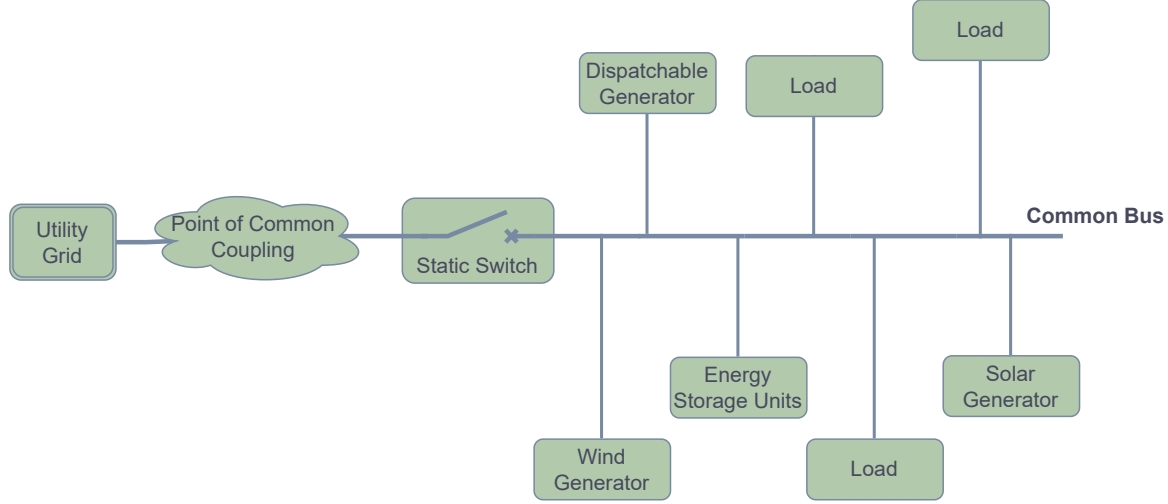 Load
Dispatchable
Generator
Load
Common Bus
Utility
Grid
Point of Common
Coupling
Static Switch
Energy
Storage Units
Solar
Generator
Wind
Generator
Load